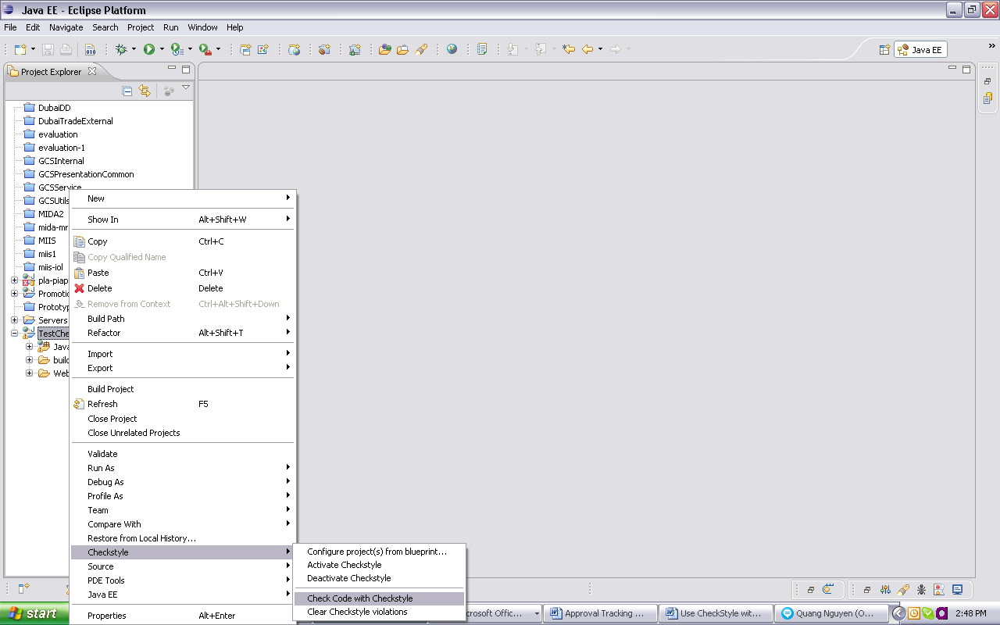 Java EE - Eclipse Platform
File Edit Navigate Search Project Run Window Help
Java EE
Project Explorer
DubaiDD
DubaiTradeExternal
evaluation
evaluation-1
GCSInternal
GCSPresentationCommon
GCSService
GCSUtils
MIDA2
mida-mr
MIIS
miis1
miis-iol
pla-piap
Promotio
Prototyp
Servers
TestChe
Java
build
Web
New
Show In Alt+Shift+W
Copy Ctrl+C
Copy Qualified Name
Paste Ctrl+V
Delete Delete
Remove from Context Ctrl+Alt+Shift+Down
Build Path
Refactor Alt+Shift+T
Import
Export
Build Project
Refresh F5
Close Project
Close Unrelated Projects
Validate
Run As
Debug As
Profile As
Team
Compare With
Restore from Local History...
Checkstyle
Source
PDE Tools
Java EE
Properties Alt+Enter
Configure project(s) from blueprint...
Activate Checkstyle
Deactivate Checkstyle
Check Code with Checkstyle
Clear Checkstyle violations
start
crosoft Offic...
Approval Tracking ...
Use CheckStyle wit...
Quang Nguyen (O...
2:48 PM